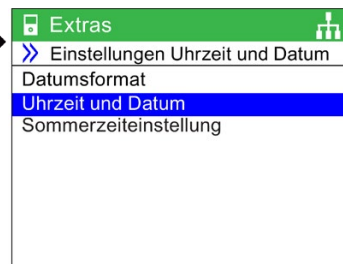 Extras
Einstellungen Uhrzeit und Datum
Datumsformat
Uhrzeit und Datum
Sommerzeiteinstellung